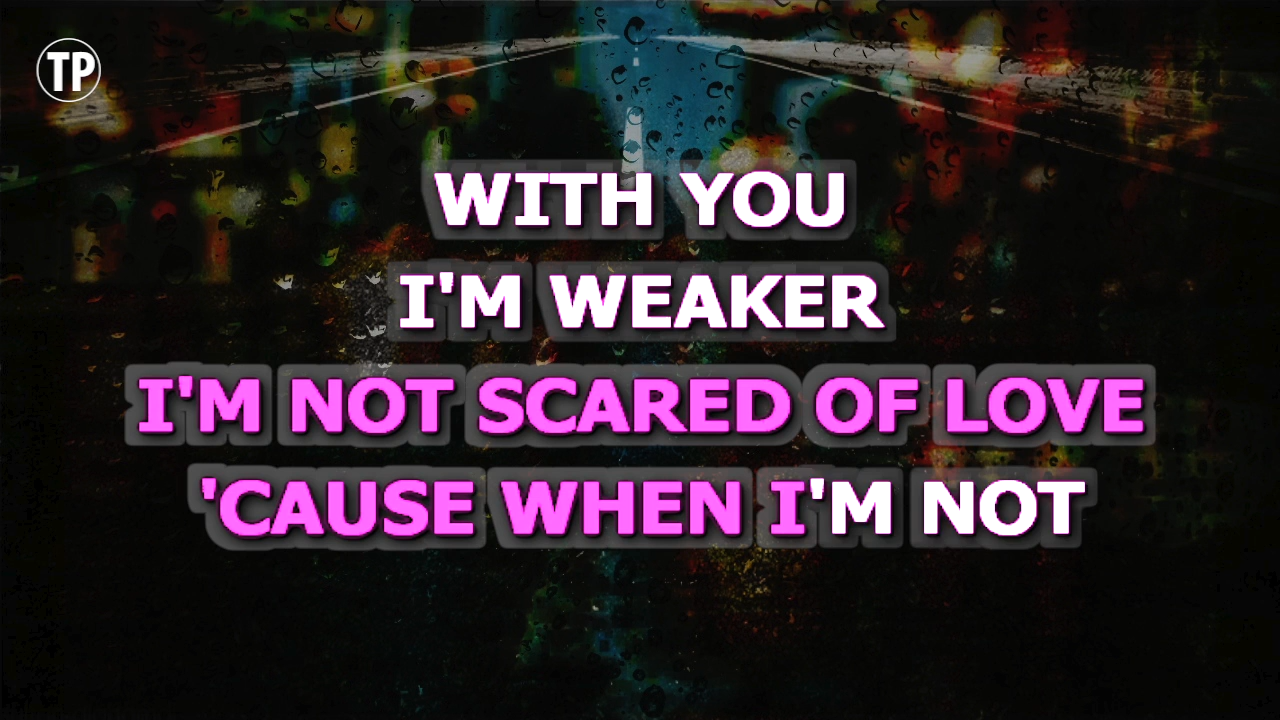 TP
WITH YOU
I'M WEAKER
I'M NOT SCARED OF LOVE
'CAUSE WHEN I'M NOT